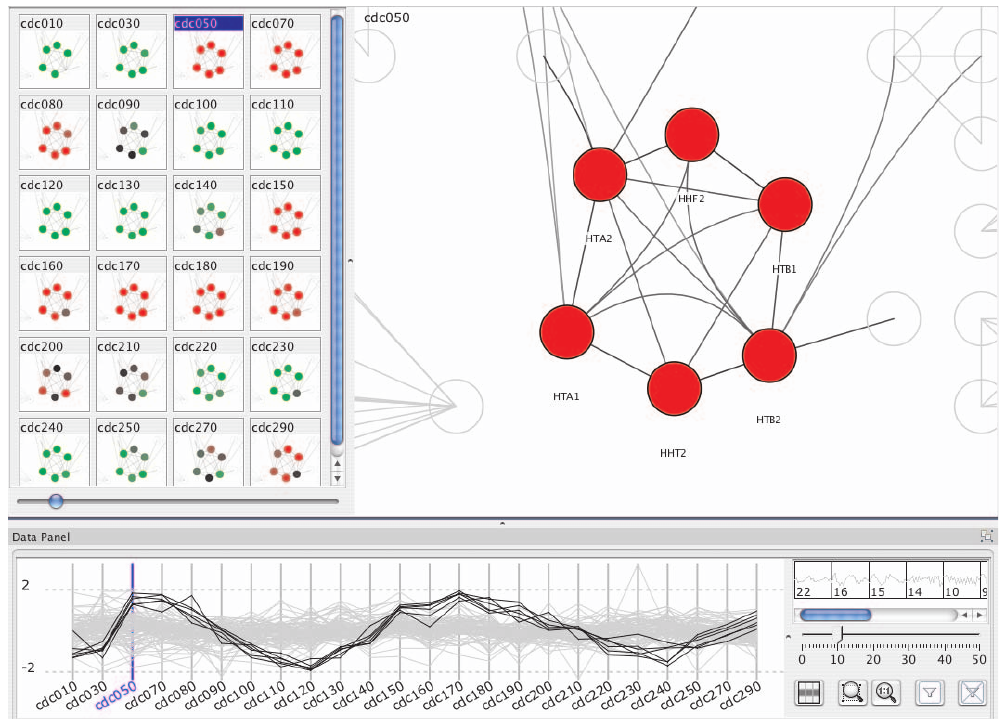 cdc010 cdc030 cdc050 cdc070
cdc080 cdc090 cdc100 cdc110
cdc120 cdc130 cdc140 cdc150
cdc160 cdc170 cdc180 cdc190
cdc200 cdc210 cdc220 cdc230
cdc240 cdc250 cdc270 cdc290
cdc050
HHF2
HTA2
HTB1
HTA1
HTB2
HHT2
Data Panel
2
-2
cdc010 cdc030 cdc050 cdc070 cdc080 cdc090 cdc100 cdc110 cdc120 cdc130 cdc140 cdc150 cdc160 cdc170 cdc180 cdc190 cdc200 cdc210 cdc220 cdc230 cdc240 cdc250 cdc270 cdc290
22 16 15 14 10 9
0 10 20 30 40 50
1:1